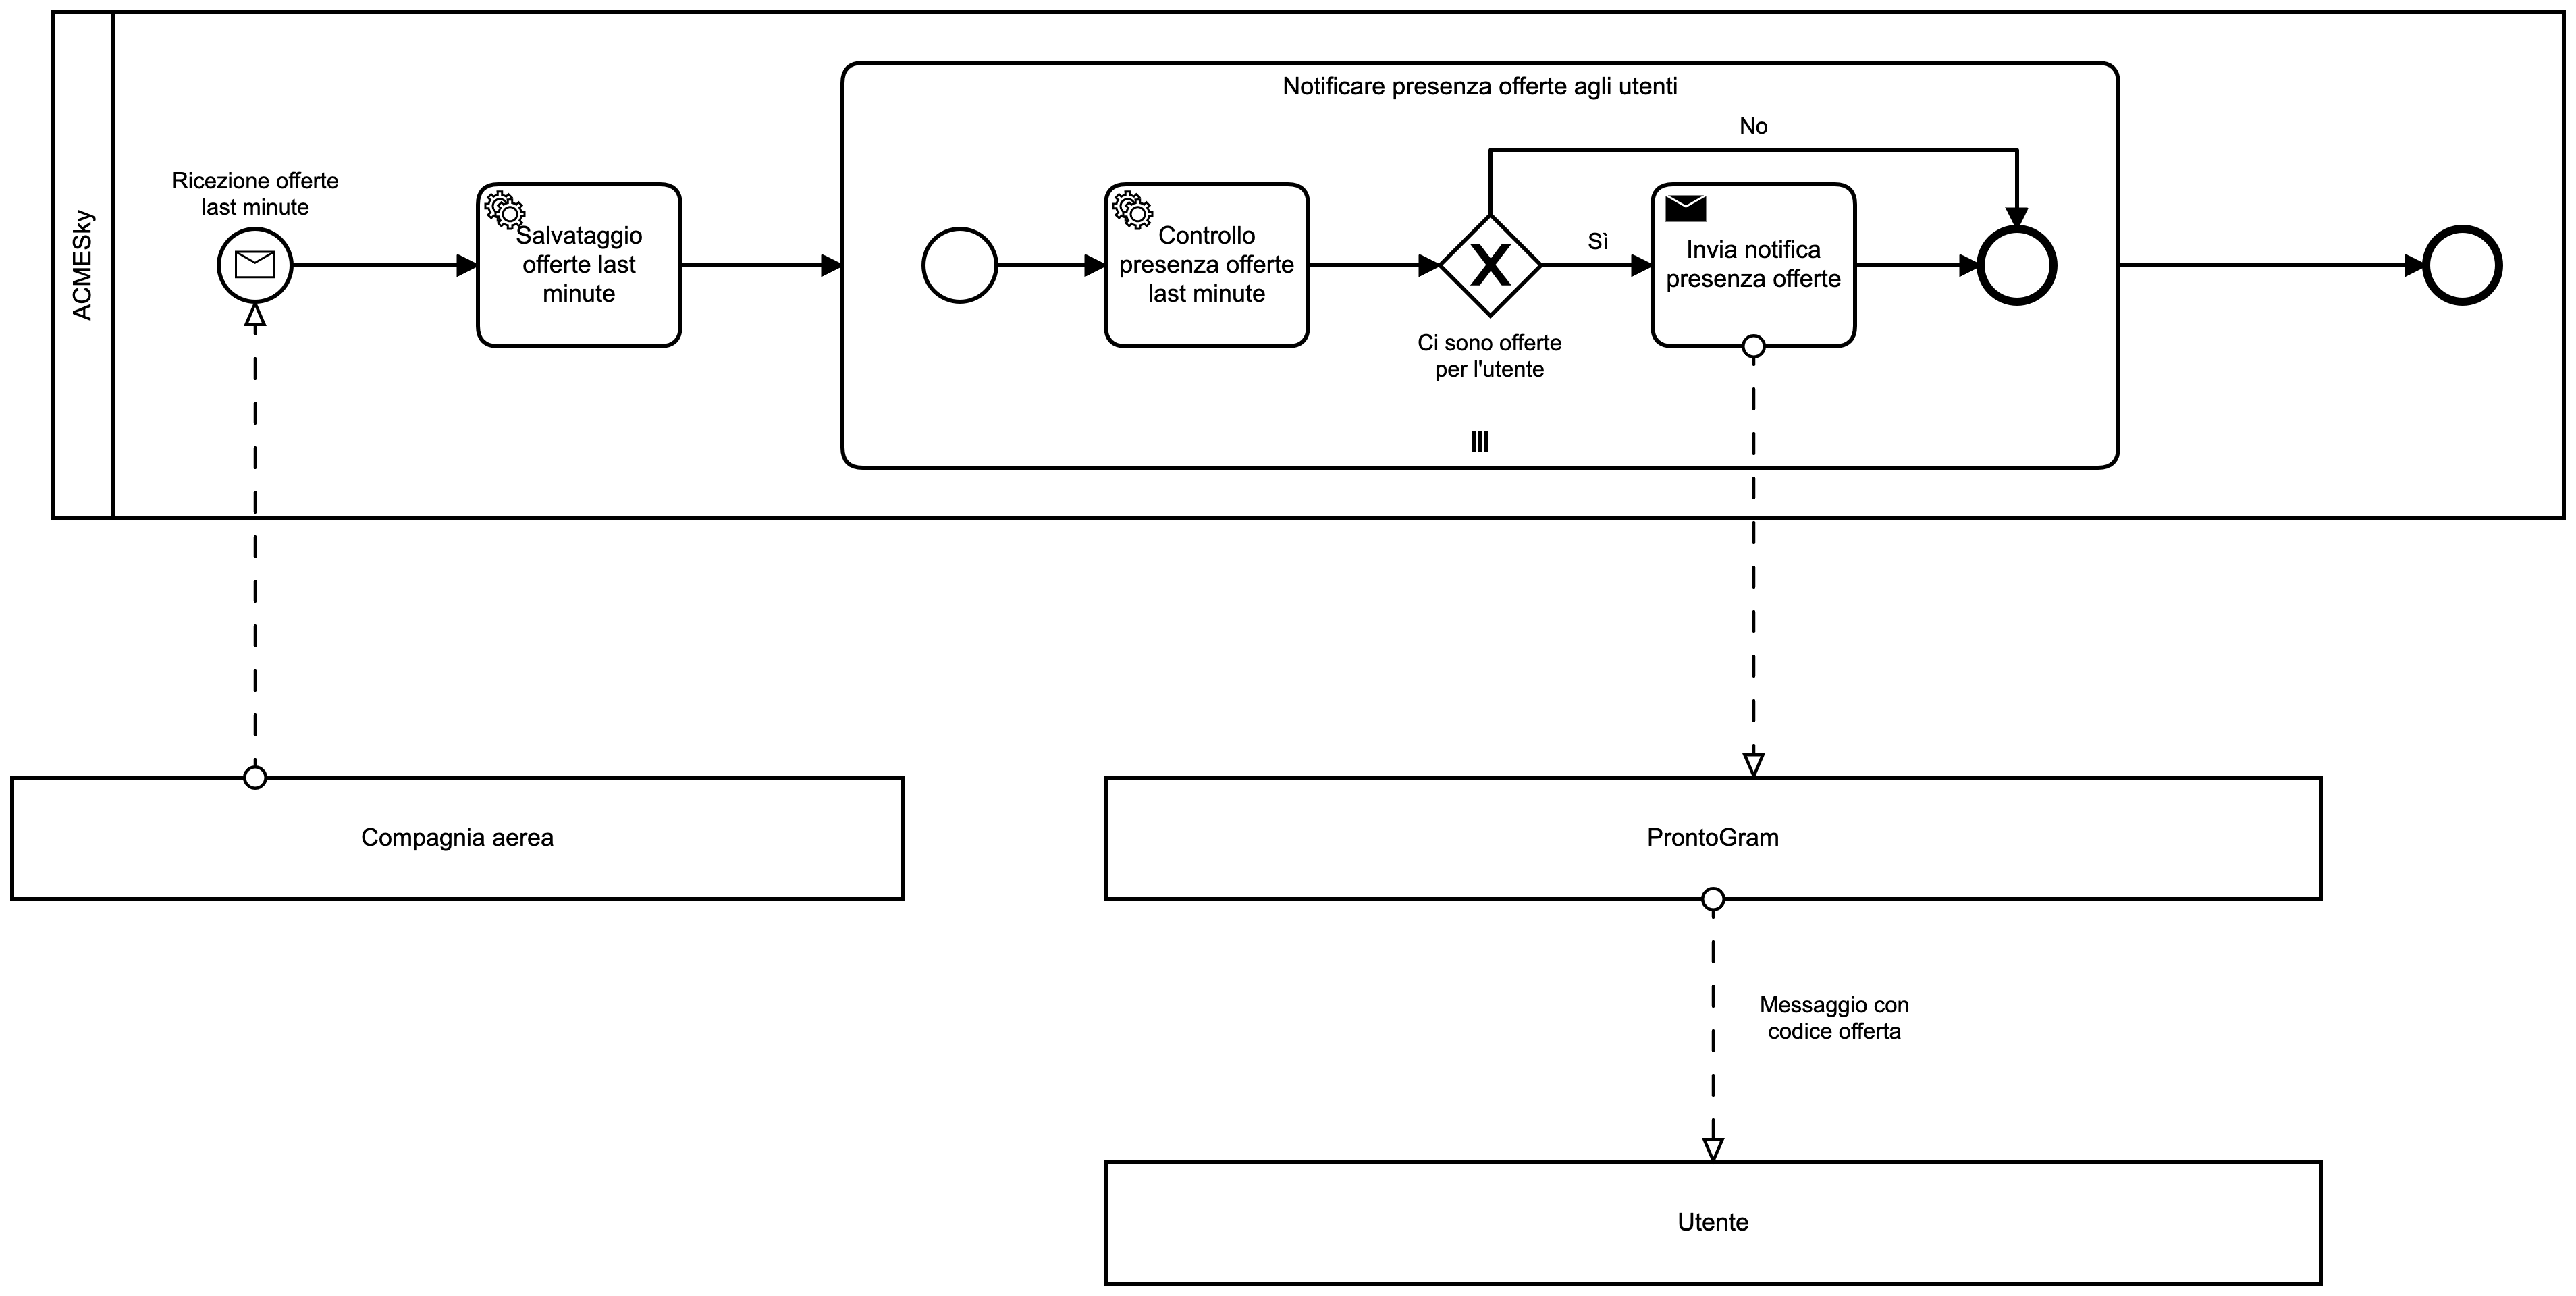 ACMESky
Notificare presenza offerte agli utenti
Ricezione offerte
last minute
Salvataggio
offerte last
minute
Controllo
presenza offerte
last minute
No
Ci sono offerte
per l'utente
Sì
Invia notifica
presenza offerte
Compagnia aerea
ProntoGram
Messaggio con
codice offerta
Utente